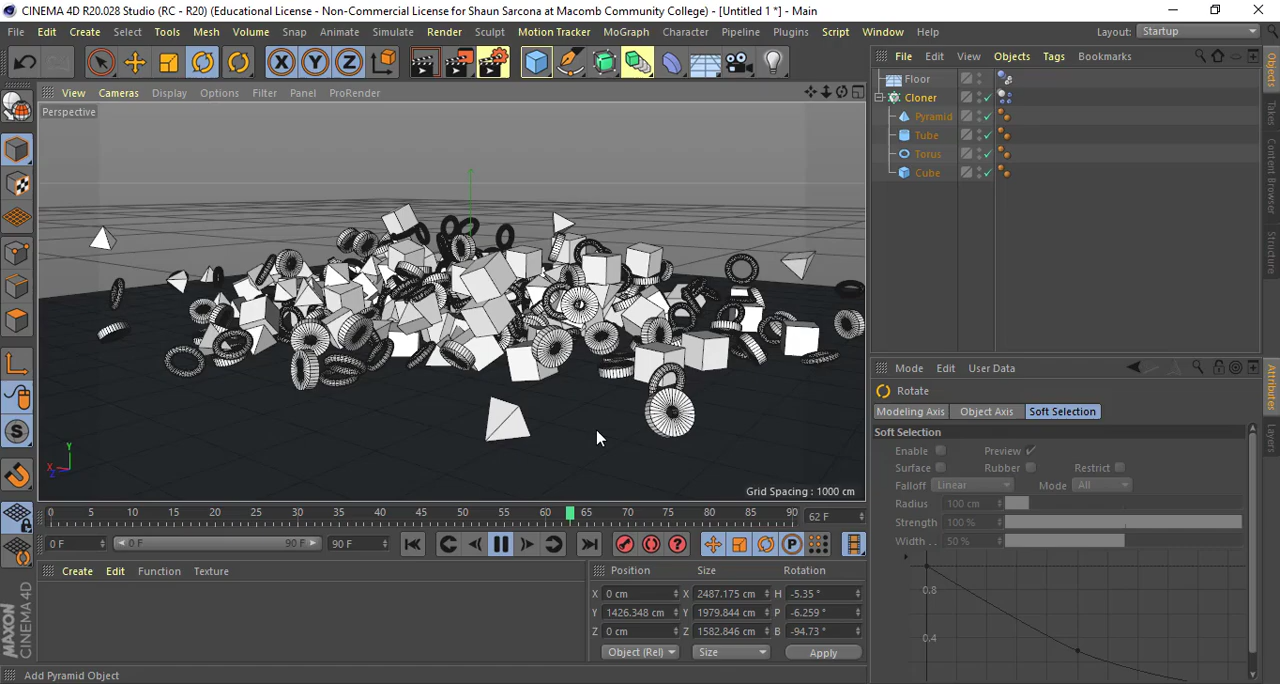 CINEMA 4D R20.028 Studio (RC - R20) (Educational License - Non-Commercial License for Shaun Sarcona at Macomb Community College) - [Untitled 1 *] - Main
File Edit Create Select Tools Mesh Volume Snap Animate Simulate Render Sculpt Motion Tracker MoGraph Character Pipeline Plugins Script Window Help Layout: Startup
X Y Z
File Edit View Objects Tags Bookmarks
View Cameras Display Options Filter Panel ProRender
Perspective
Floor
Cloner
Pyramid
Tube
Torus
Cube
Objects
Takes
Content Browser
Structure
Mode Edit User Data
Rotate
Modeling Axis Object Axis Soft Selection
Soft Selection
Enable Preview
Surface Rubber Restrict
Falloff Linear Mode All
Radius 100 cm
Strength 100 %
Width . . 50 %
0.8
0.4
Attributes
Layers
S
Y
X
Z
Grid Spacing : 1000 cm
0 5 10 15 20 25 30 35 40 45 50 55 60 65 70 75 80 85 90 62 F
0 F 0 F 90 F 90 F
P
Create Edit Function Texture
Position Size Rotation
X 0 cm X 2487.175 cm H -5.35 °
Y 1426.348 cm Y 1979.844 cm P -6.259 °
Z 0 cm Z 1582.846 cm B -94.73 °
Object (Rel) Size Apply
MAXON
CINEMA 4D
Add Pyramid Object